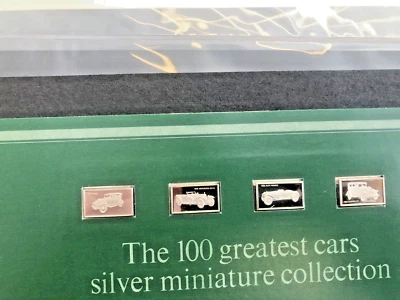 The 100 greatest cars
silver miniature collection